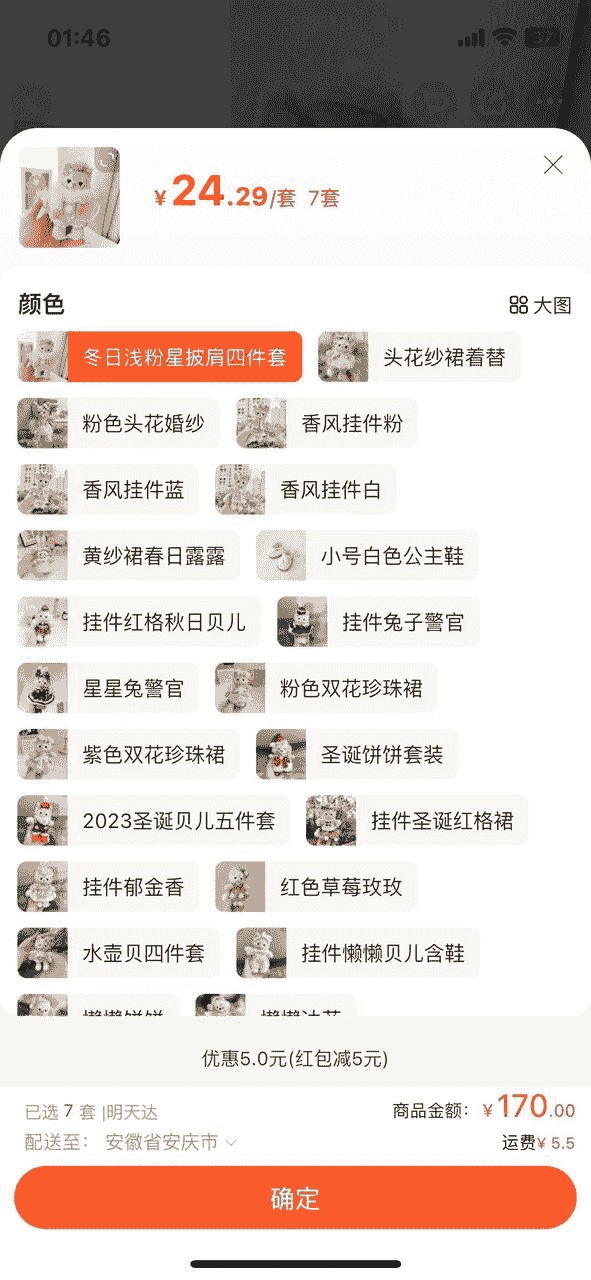 01:46
37
¥24.29/套 7套
颜色 大图
冬日浅粉星披肩四件套 头花纱裙着替
粉色头花婚纱 香风挂件粉
香风挂件蓝 香风挂件白
黄纱裙春日露露 小号白色公主鞋
挂件红格秋日贝儿 挂件兔子警官
星星兔警官 粉色双花珍珠裙
紫色双花珍珠裙 圣诞饼饼套装
2023圣诞贝儿五件套 挂件圣诞红格裙
挂件郁金香 红色草莓玫玫
水壶贝四件套 挂件懒懒贝儿含鞋
优惠5.0元(红包减5元)
已选 7 套 |明天达 商品金额: ¥170.00
配送至: 安徽省安庆市 运费¥ 5.5
确定